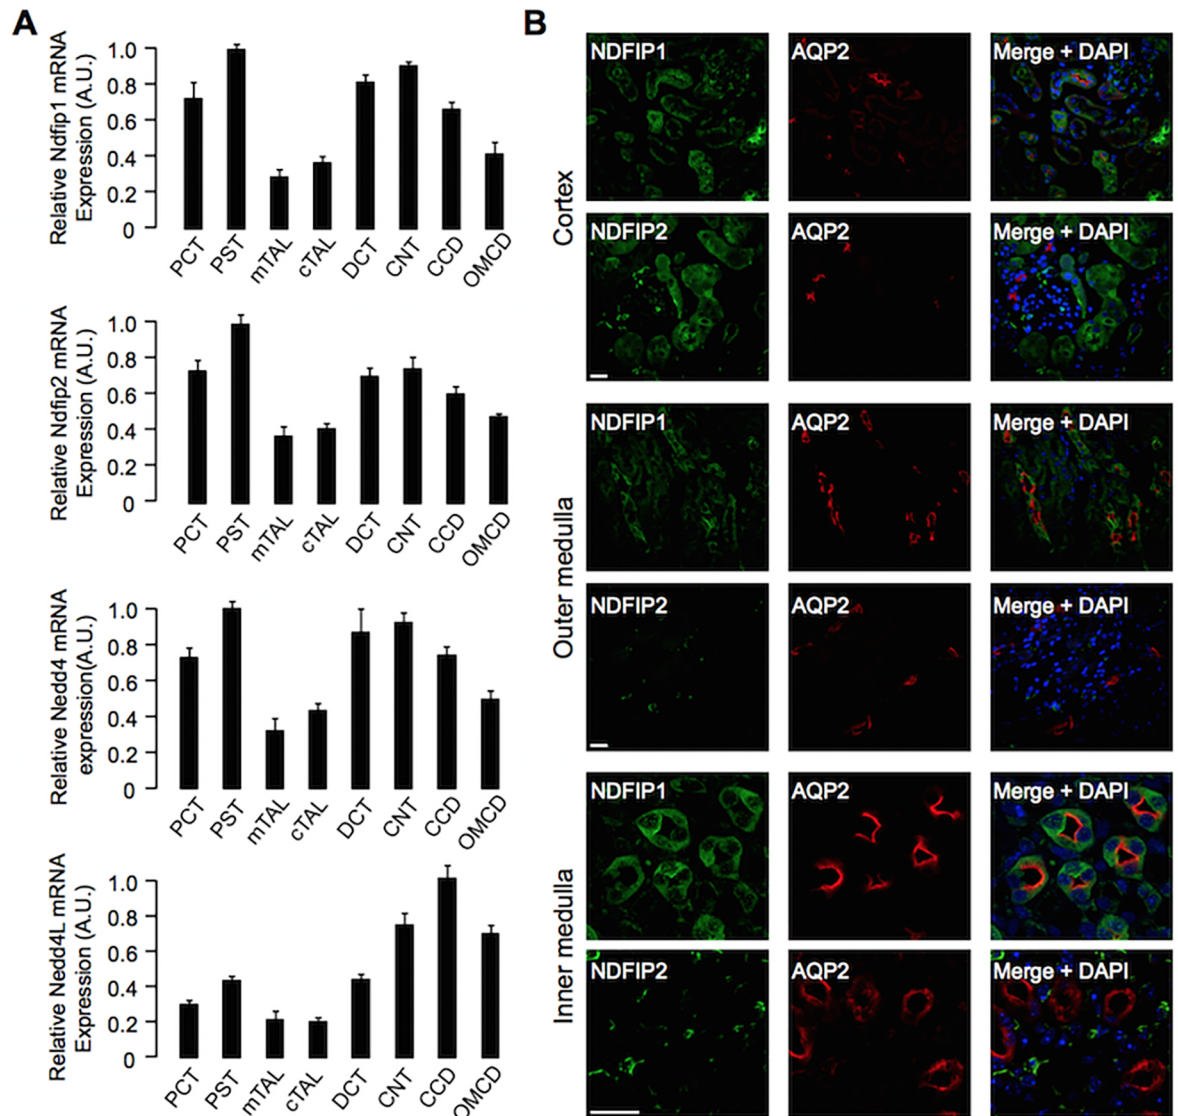 A
Relative Ndfip1 mRNA
Expression (A.U.)
1.0
0.8
0.6
0.4
0.2
0
PCT
PST
mTAL
cTAL
DCT
CNT
CCD
OMCD
Relative Ndfip2 mRNA
Expression (A.U.)
1.0
0.8
0.6
0.4
0.2
0
PCT
PST
mTAL
cTAL
DCT
CNT
CCD
OMCD
Relative Nedd4 mRNA
expression(A.U.)
1.0
0.8
0.6
0.4
0.2
0
PCT
PST
mTAL
cTAL
DCT
CNT
CCD
OMCD
Relative Nedd4L mRNA
Expression (A.U.)
1.0
0.8
0.6
0.4
0.2
0
PCT
PST
mTAL
cTAL
DCT
CNT
CCD
OMCD
B
Cortex
NDFIP1
AQP2
Merge + DAPI
NDFIP2
AQP2
Merge + DAPI
Outer medulla
NDFIP1
AQP2
Merge + DAPI
NDFIP2
AQP2
Merge + DAPI
Inner medulla
NDFIP1
AQP2
Merge + DAPI
NDFIP2
AQP2
Merge + DAPI